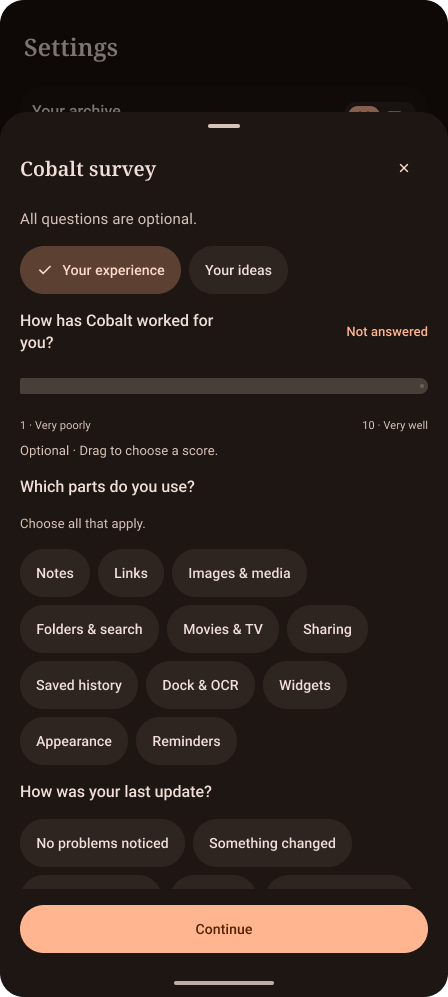 Settings
Your archive
Cobalt survey
All questions are optional.
Your experience
Your ideas
How has Cobalt worked for
you?
Not answered
1 · Very poorly
10 · Very well
Optional · Drag to choose a score.
Which parts do you use?
Choose all that apply.
Notes
Links
Images & media
Folders & search
Movies & TV
Sharing
Saved history
Dock & OCR
Widgets
Appearance
Reminders
How was your last update?
No problems noticed
Something changed
Continue